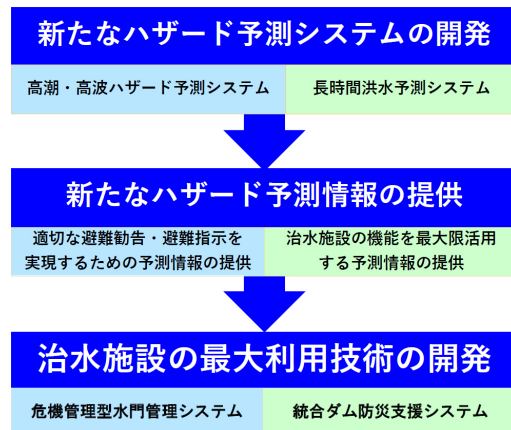 新たなハザード予測システムの開発
高潮・高波ハザード予測システム
長時間洪水予測システム
新たなハザード予測情報の提供
適切な避難勧告・避難指示を
実現するための予測情報の提供
治水施設の機能を最大限活用
する予測情報の提供
治水施設の最大利用技術の開発
危機管理型水門管理システム
統合ダム防災支援システム